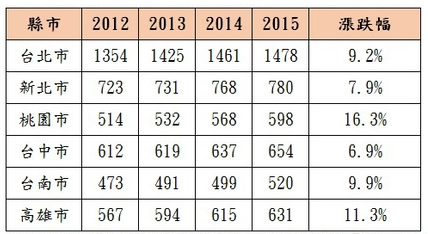 縣市 2012 2013 2014 2015 漲跌幅
台北市 1354 1425 1461 1478 9.2%
新北市 723 731 768 780 7.9%
桃園市 514 532 568 598 16.3%
台中市 612 619 637 654 6.9%
台南市 473 491 499 520 9.9%
高雄市 567 594 615 631 11.3%